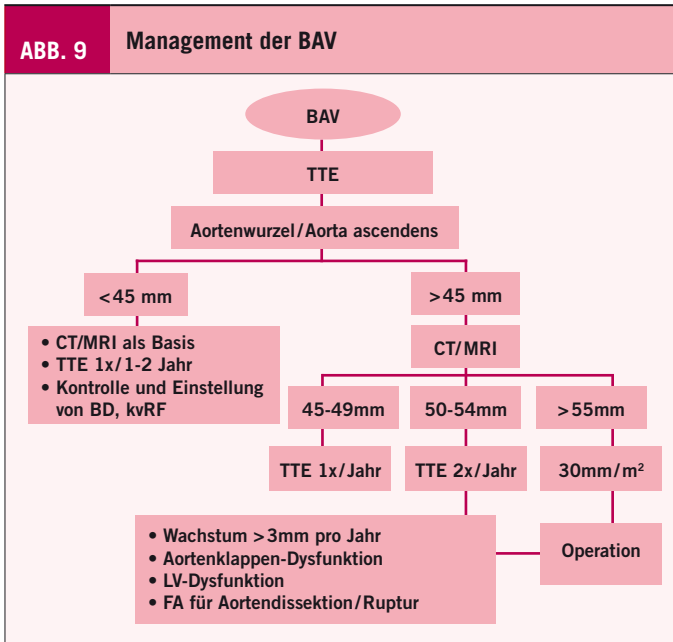 ABB. 9
Management der BAV
BAV
TTE
Aortenwurzel/Aorta ascendens
<45 mm
>45 mm
• CT/MRI als Basis
• TTE 1x/1-2 Jahr
• Kontrolle und Einstellung
von BD, kvRF
CT/MRI
45-49mm
50-54mm
>55mm
TTE 1x/Jahr
TTE 2x/Jahr
30mm/m²
• Wachstum >3mm pro Jahr
• Aortenklappen-Dysfunktion
• LV-Dysfunktion
• FA für Aortendissektion/Ruptur
Operation